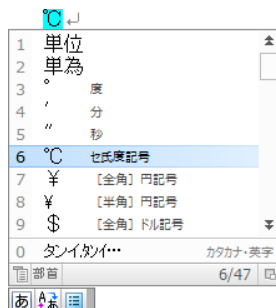 ℃↵
1 単位
2 単為
3 ° 度
4 ′ 分
5 ″ 秒
6 ℃ セ氏度記号
7 ￥ [全角] 円記号
8 ¥ [半角] 円記号
9 ＄ [全角] ドル記号
0 タンイ,タンイ… カタカナ・英字
部首 6/47
あ